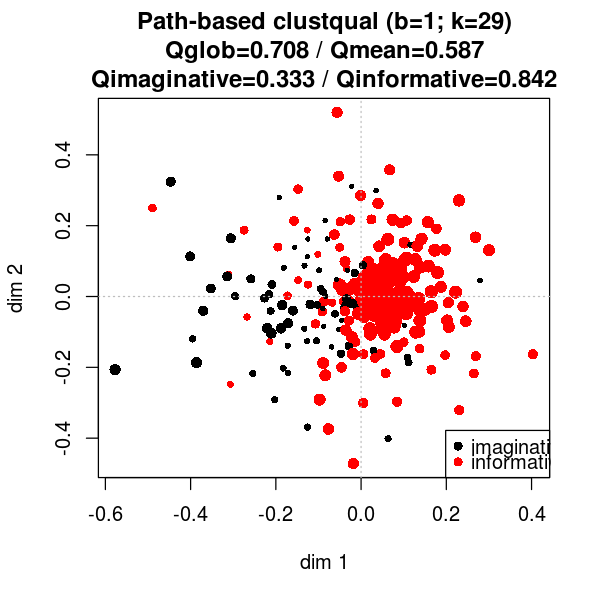 Path-based clustqual (b=1; k=29)
Qglob=0.708 / Qmean=0.587
Qimaginative=0.333 / Qinformative=0.842
dim 2
0.4
0.2
0.0
-0.2
-0.4
imaginati
informativ
-0.6
-0.4
-0.2
0.0
0.2
0.4
dim 1